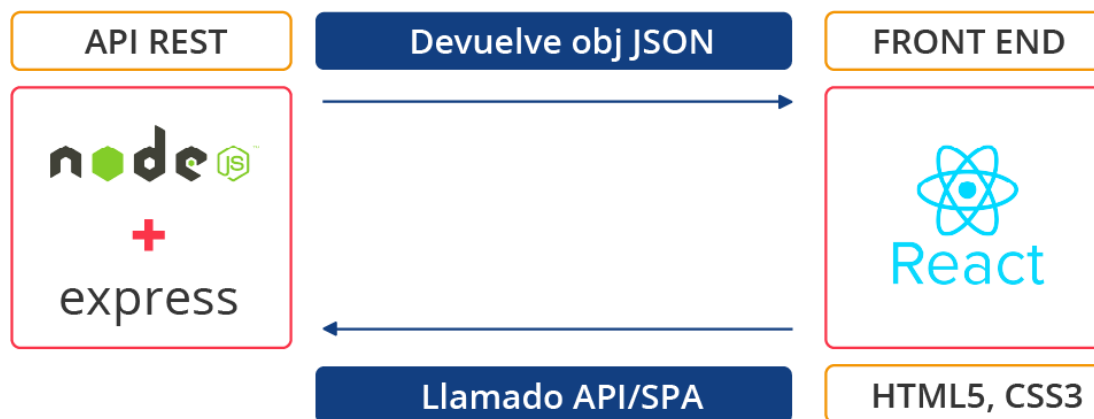 API REST
Devuelve obj JSON
FRONT END
node JS
+
express
React
Llamado API/SPA
HTML5, CSS3